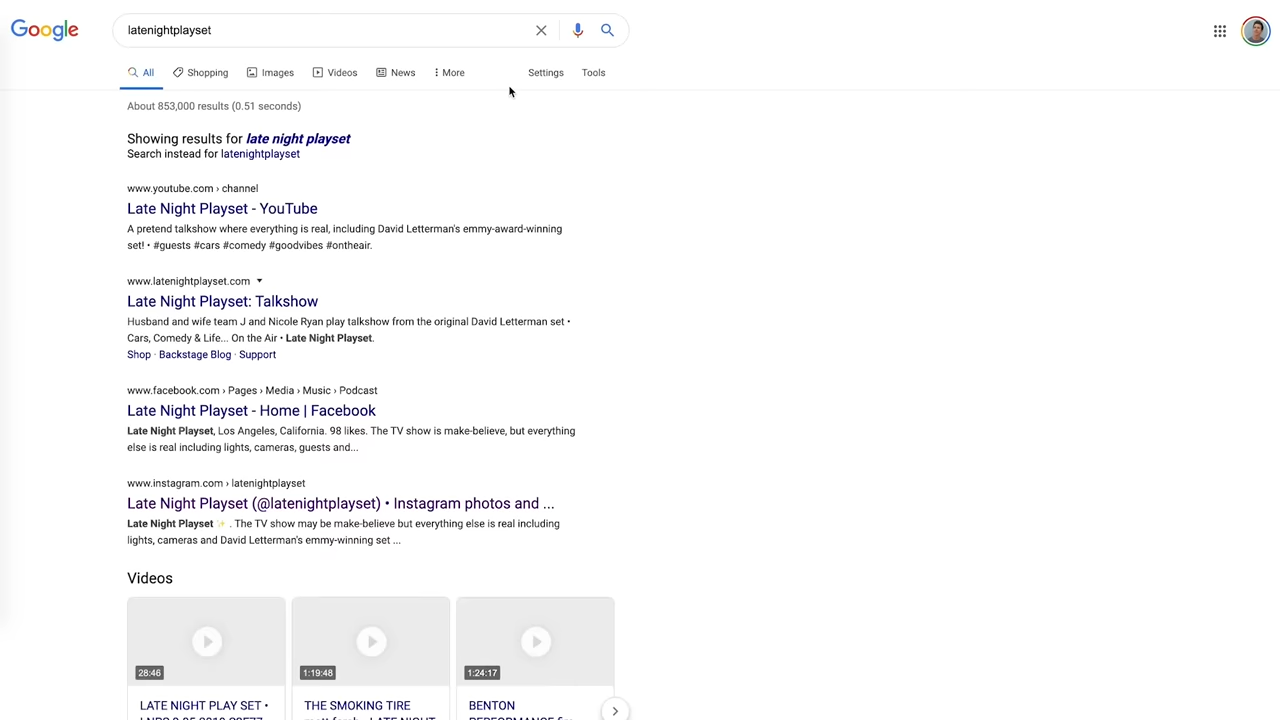 Google
latenightplayset
All
Shopping
Images
Videos
News
More
Settings
Tools
About 853,000 results (0.51 seconds)
Showing results for late night playset
Search instead for latenightplayset
www.youtube.com › channel
Late Night Playset - YouTube
A pretend talkshow where everything is real, including David Letterman's emmy-award-winning
set! • #guests #cars #comedy #goodvibes #ontheair.
www.latenightplayset.com
Late Night Playset: Talkshow
Husband and wife team J and Nicole Ryan play talkshow from the original David Letterman set •
Cars, Comedy & Life... On the Air • Late Night Playset.
Shop · Backstage Blog · Support
www.facebook.com › Pages › Media › Music › Podcast
Late Night Playset - Home | Facebook
Late Night Playset, Los Angeles, California. 98 likes. The TV show is make-believe, but everything
else is real including lights, cameras, guests and...
www.instagram.com › latenightplayset
Late Night Playset (@latenightplayset) • Instagram photos and ...
Late Night Playset ✨ . The TV show may be make-believe but everything else is real including
lights, cameras and David Letterman's emmy-winning set ...
Videos
28:46
1:19:48
1:24:17
LATE NIGHT PLAY SET •
THE SMOKING TIRE
BENTON